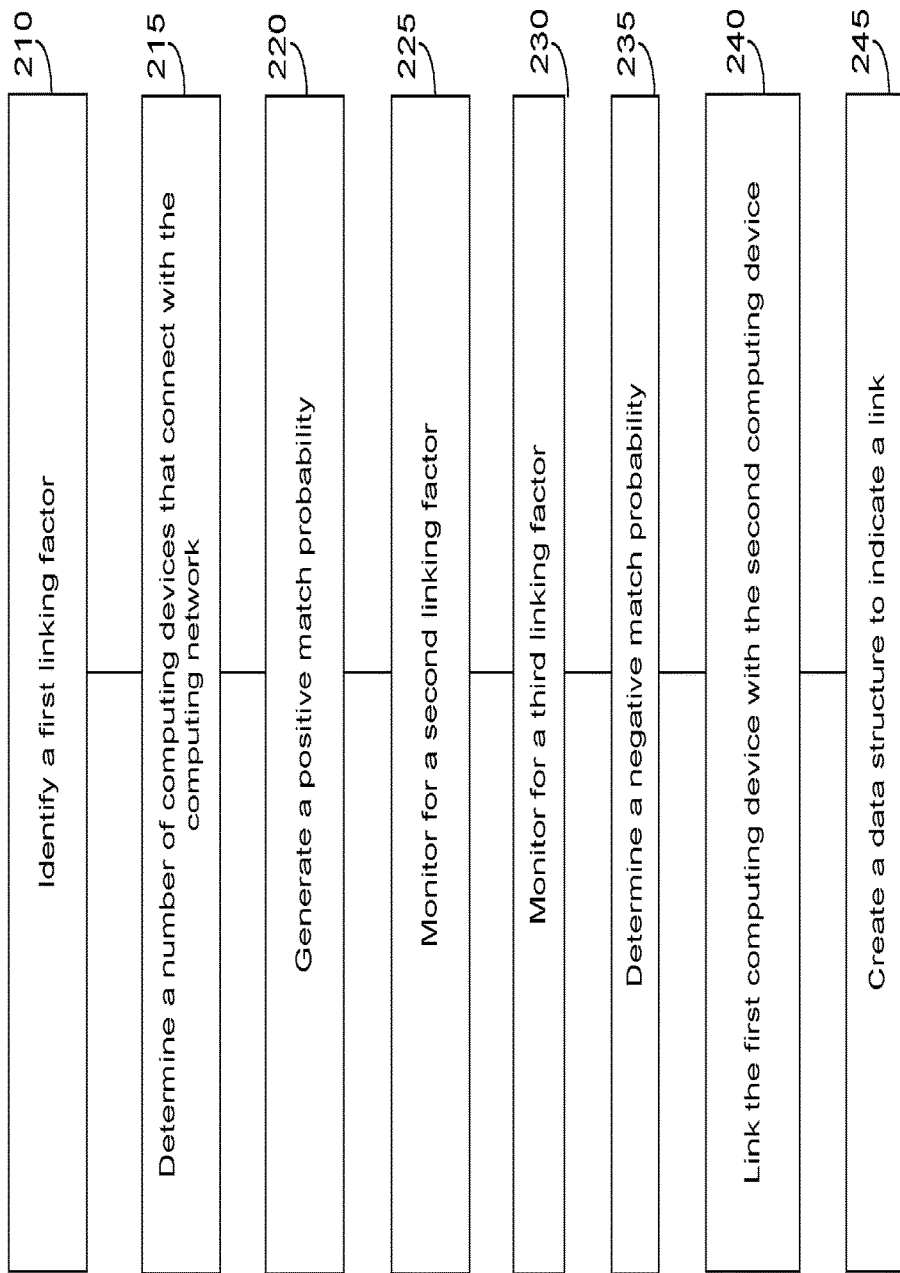 210
Identify a first linking factor
215
Determine a number of computing devices that connect with the
computing network
220
Generate a positive match probability
225
Monitor for a second linking factor
230
Monitor for a third linking factor
235
Determine a negative match probability
240
Link the first computing device with the second computing device
245
Create a data structure to indicate a link